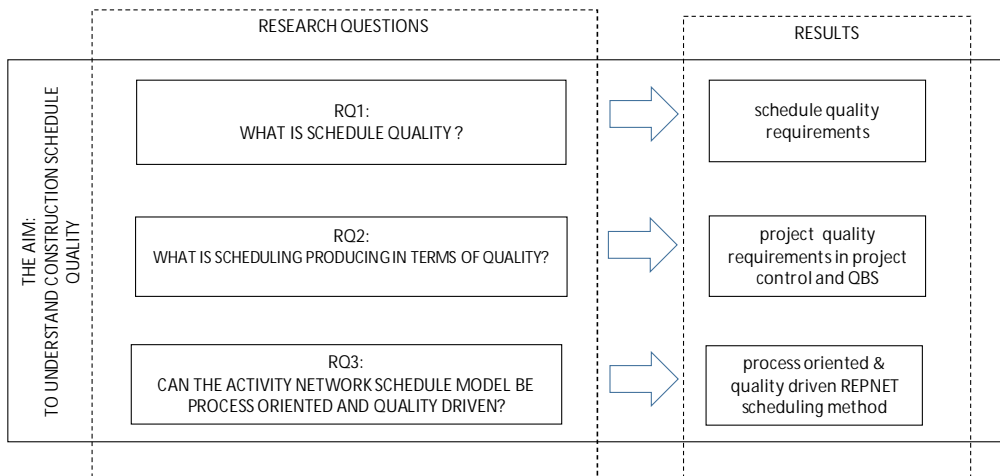 RESEARCH QUESTIONS
RESULTS
THE AIM:
TO UNDERSTAND CONSTRUCTION SCHEDULE
QUALITY
RQ1:
WHAT IS SCHEDULE QUALITY ?
schedule quality
requirements
RQ2:
WHAT IS SCHEDULING PRODUCING IN TERMS OF QUALITY?
project quality
requirements in project
control and QBS
RQ3:
CAN THE ACTIVITY NETWORK SCHEDULE MODEL BE
PROCESS ORIENTED AND QUALITY DRIVEN?
process oriented &
quality driven REPNET
scheduling method